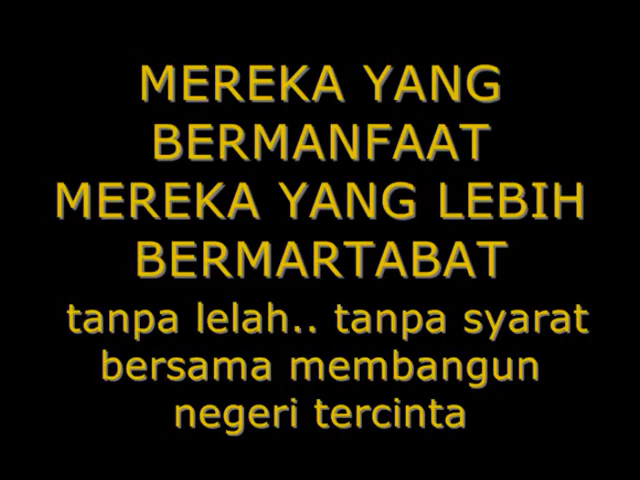 MEREKA YANG
BERMANFAAT
MEREKA YANG LEBIH
BERMARTABAT
tanpa lelah.. tanpa syarat
bersama membangun
negeri tercinta